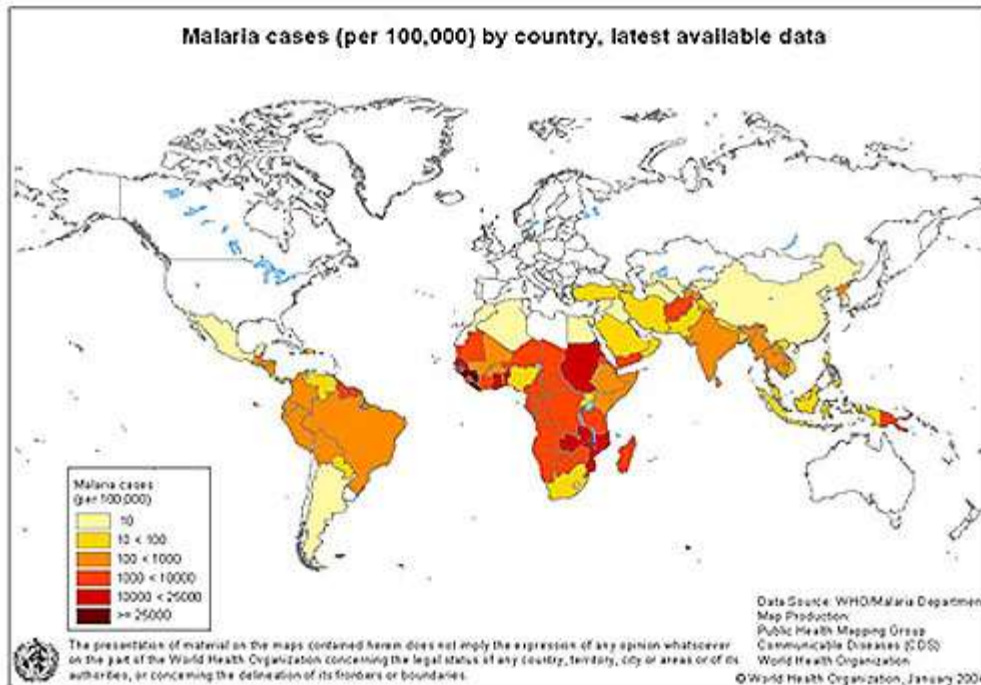 Malaria cases (per 100,000) by country, latest available data
Malaria cases
(per 100,000)
10
10 < 100
100 < 1000
1000 < 10000
10000 < 25000
>= 25000
Data Source: WHO/Malaria Departmen
Map Production:
Public Health Mapping Group
Communicable Diseases (CDS)
World Health Organization
© World Health Organization, January 200
The presentation of material on the maps contained herein does not imply the expression of any opinion whatsoever
on the part of the World Health Organization concerning the legal status of any country, territory, city or areas or of its
authorities, or concerning the delineation of its frontiers or boundaries.